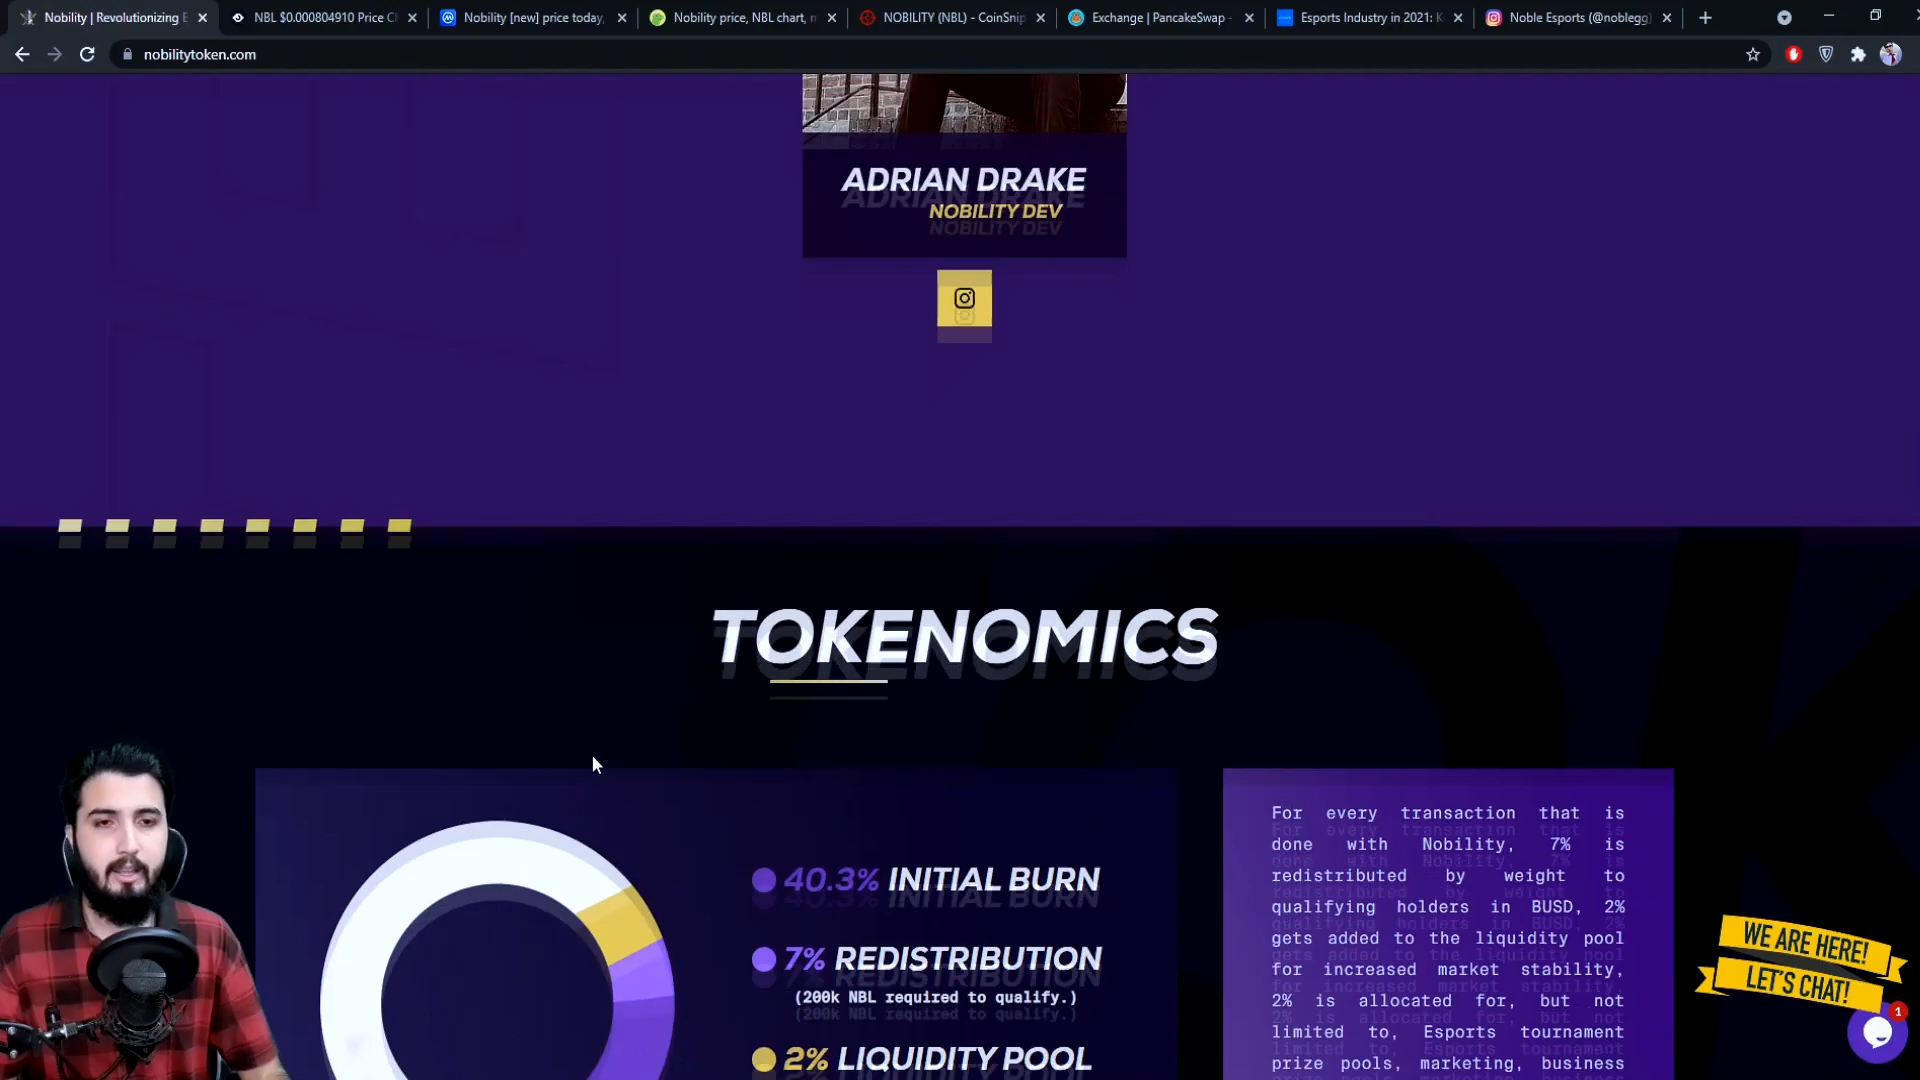 Nobility | Revolutionizing E
NBL $0.000804910 Price C
Nobility [new] price today,
Nobility price, NBL chart, m
NOBILITY (NBL) - CoinSnip
Exchange | PancakeSwap -
Esports Industry in 2021: K
Noble Esports (@noblegg)
nobilitytoken.com
ADRIAN DRAKE
NOBILITY DEV
TOKENOMICS
40.3% INITIAL BURN
7% REDISTRIBUTION
(200k NBL required to qualify.)
2% LIQUIDITY POOL
For every transaction that is
done with Nobility, 7% is
redistributed by weight to
qualifying holders in BUSD, 2%
gets added to the liquidity pool
for increased market stability,
2% is allocated for, but not
limited to, Esports tournament
prize pools, marketing, business
WE ARE HERE!
LET'S CHAT!
1